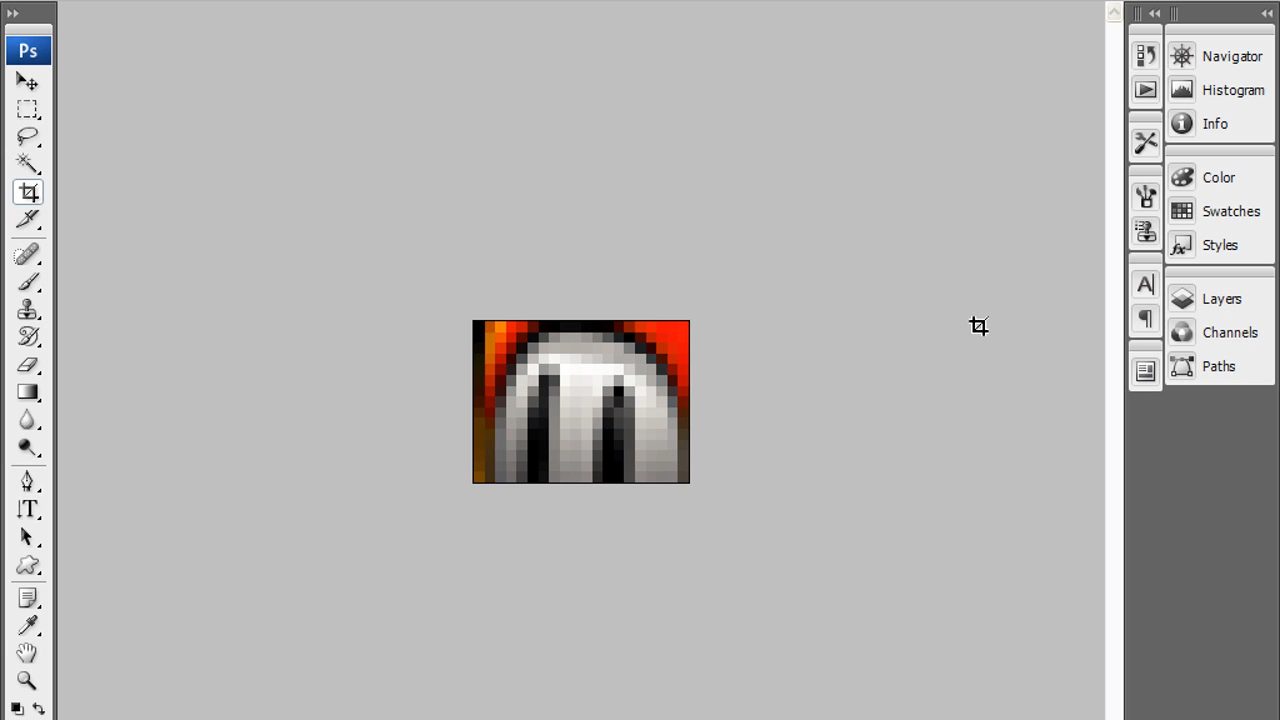 Ps
Navigator
Histogram
Info
Color
Swatches
Styles
Layers
Channels
Paths